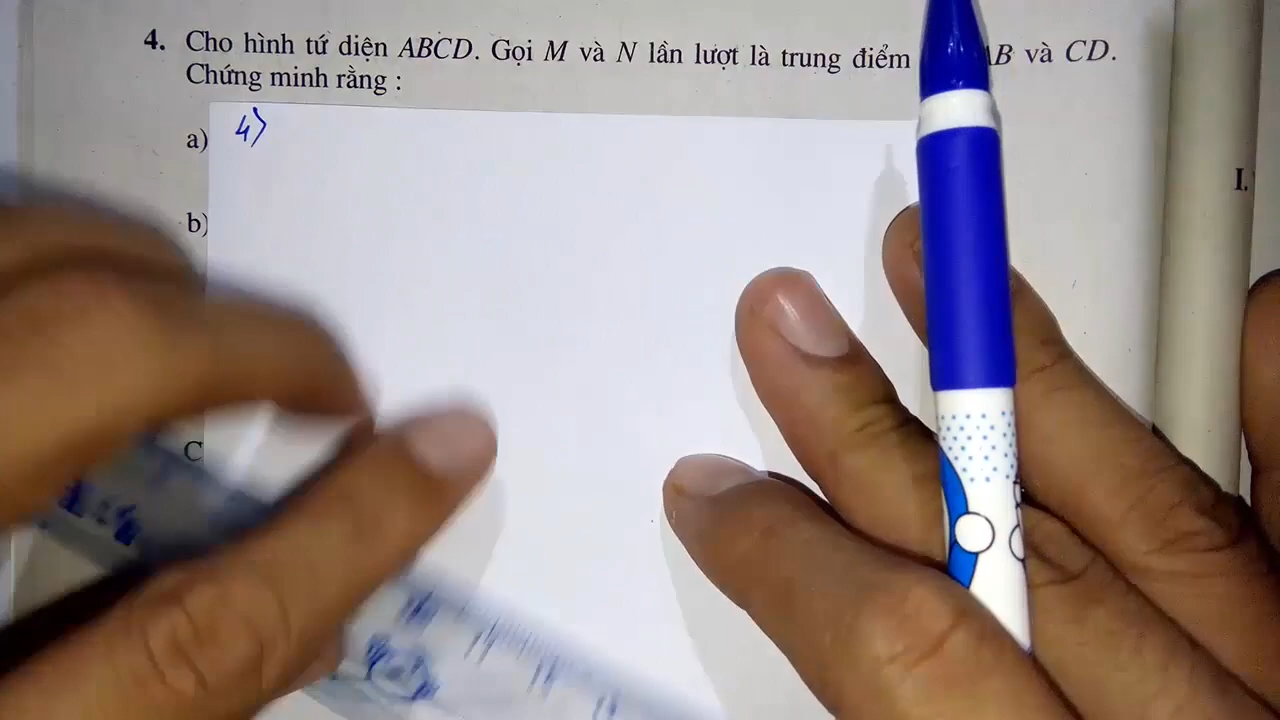 4. Cho hình tứ diện ABCD. Gọi M và N lần lượt là trung điểm B và CD.
Chứng minh rằng :
a) 4)
b)
C
I.